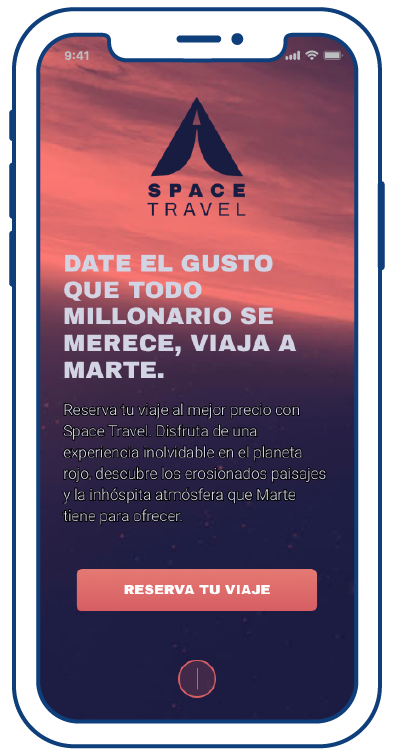 9:41
SPACE
TRAVEL
DATE EL GUSTO
QUE TODO
MILLONARIO SE
MERECE, VIAJA A
MARTE.
Reserva tu viaje al mejor precio con
Space Travel. Disfruta de una
experiencia inolvidable en el planeta
rojo, descubre los erosionados paisajes
y la inhóspita atmósfera que Marte
tiene para ofrecer.
RESERVA TU VIAJE